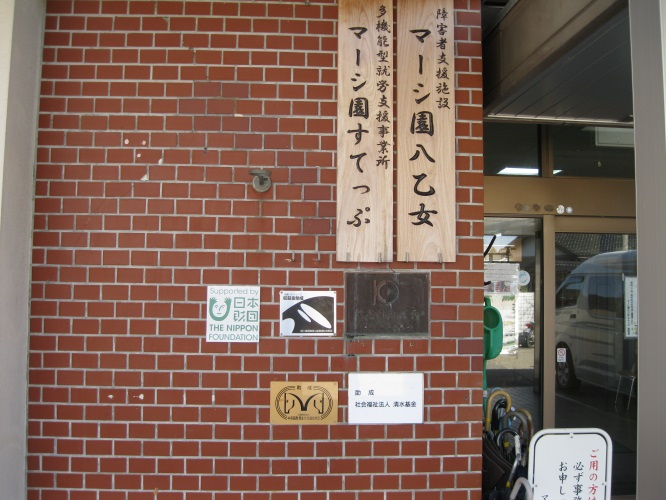 障害者支援施設
マーシ園八乙女
多機能型就労支援事業所
マーシ園すてっぷ
Supported by
日本
財団
THE NIPPON
FOUNDATION
助 成
助 成
社会福祉法人 清水基金
ご用の方は
必ず事務
お申し